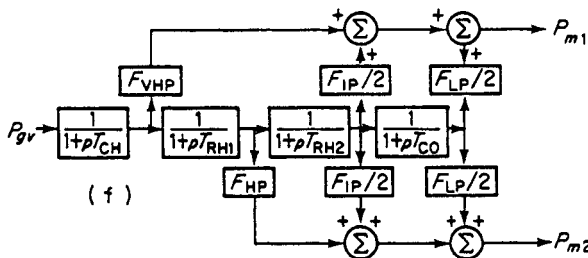 + Σ + Σ P_m1
+ +
F_VHP F_IP/2 F_LP/2
P_gv 1/(1+pT_CH) 1/(1+pT_RH1) 1/(1+pT_RH2) 1/(1+pT_CO)
(f) F_HP F_IP/2 F_LP/2
+ + + +
Σ Σ P_m2